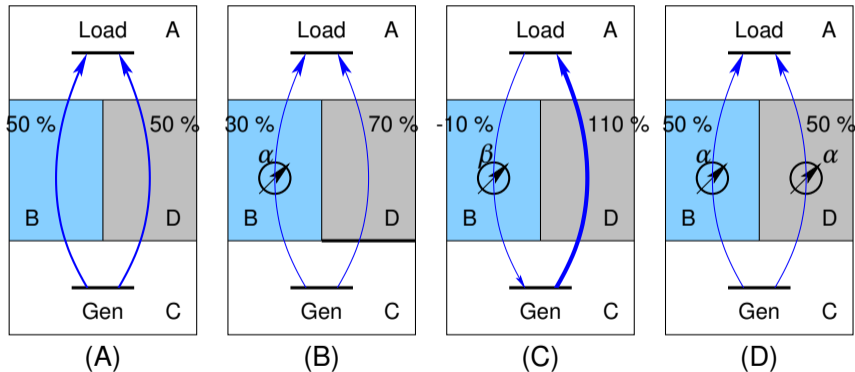 Load A
50 % 50 %
B D
Gen C
(A)
Load A
30 % 70 %
α
B D
Gen C
(B)
Load A
-10 % 110 %
β
B D
Gen C
(C)
Load A
50 % 50 %
α α
B D
Gen C
(D)